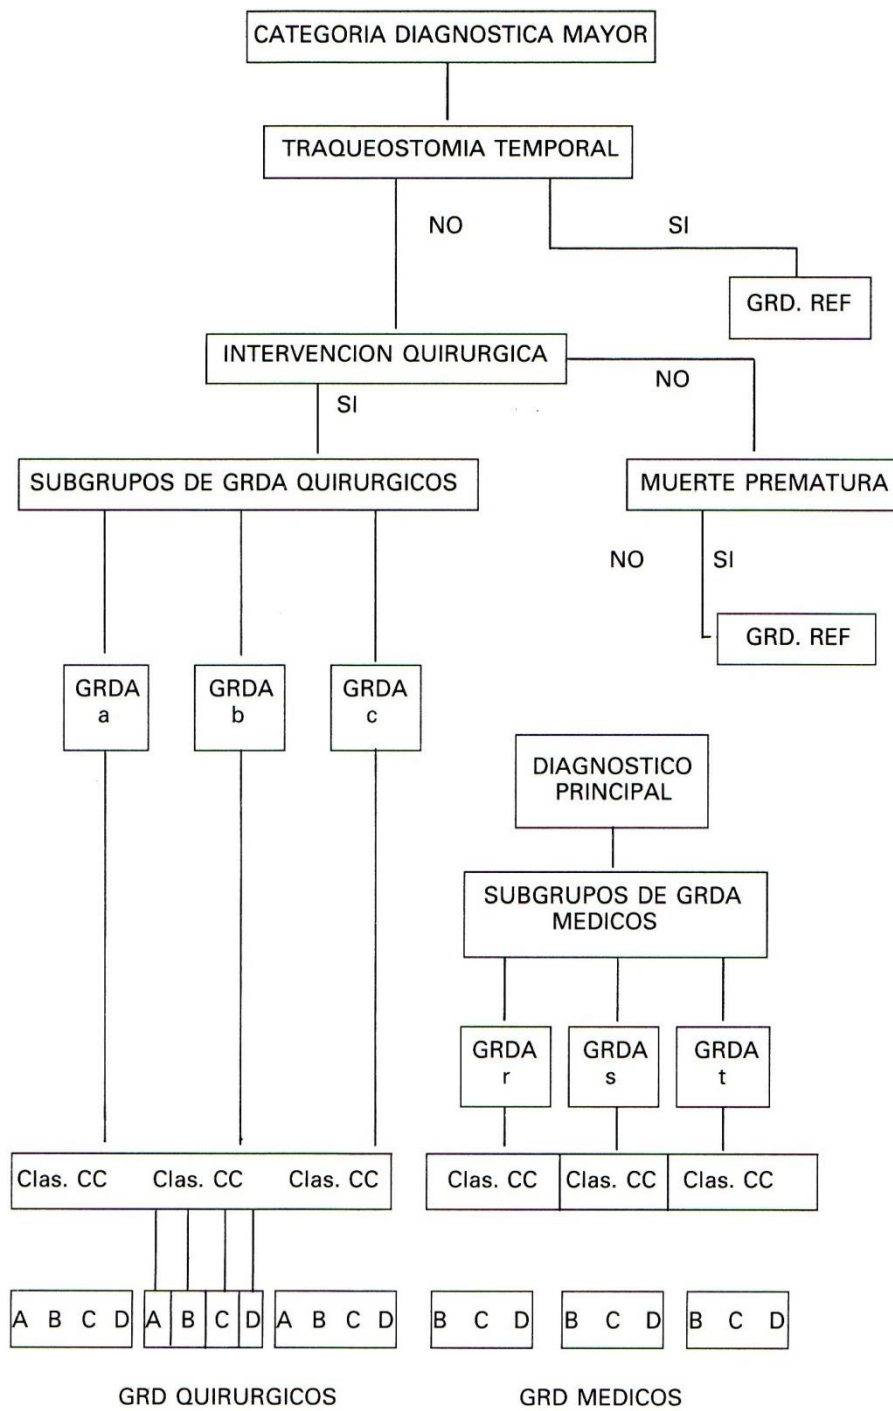 CATEGORIA DIAGNOSTICA MAYOR
TRAQUEOSTOMIA TEMPORAL
NO
SI
GRD. REF
INTERVENCION QUIRURGICA
SI
NO
SUBGRUPOS DE GRDA QUIRURGICOS
MUERTE PREMATURA
NO
SI
GRD. REF
GRDA
a
GRDA
b
GRDA
c
DIAGNOSTICO
PRINCIPAL
SUBGRUPOS DE GRDA
MEDICOS
GRDA
r
GRDA
s
GRDA
t
Clas. CC
Clas. CC
Clas. CC
Clas. CC
Clas. CC
Clas. CC
A B C D
A B C D
A B C D
B C D
B C D
B C D
GRD QUIRURGICOS
GRD MEDICOS